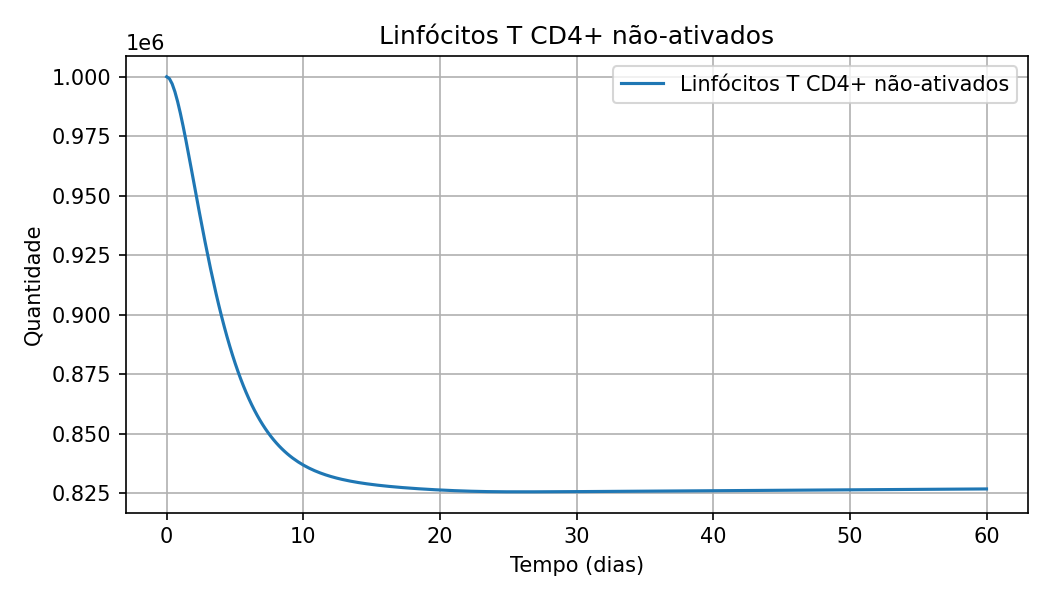 Linfócitos T CD4+ não-ativados
1e6
Linfócitos T CD4+ não-ativados
1.000
0.975
0.950
0.925
0.900
0.875
0.850
0.825
Quantidade
0 10 20 30 40 50 60
Tempo (dias)